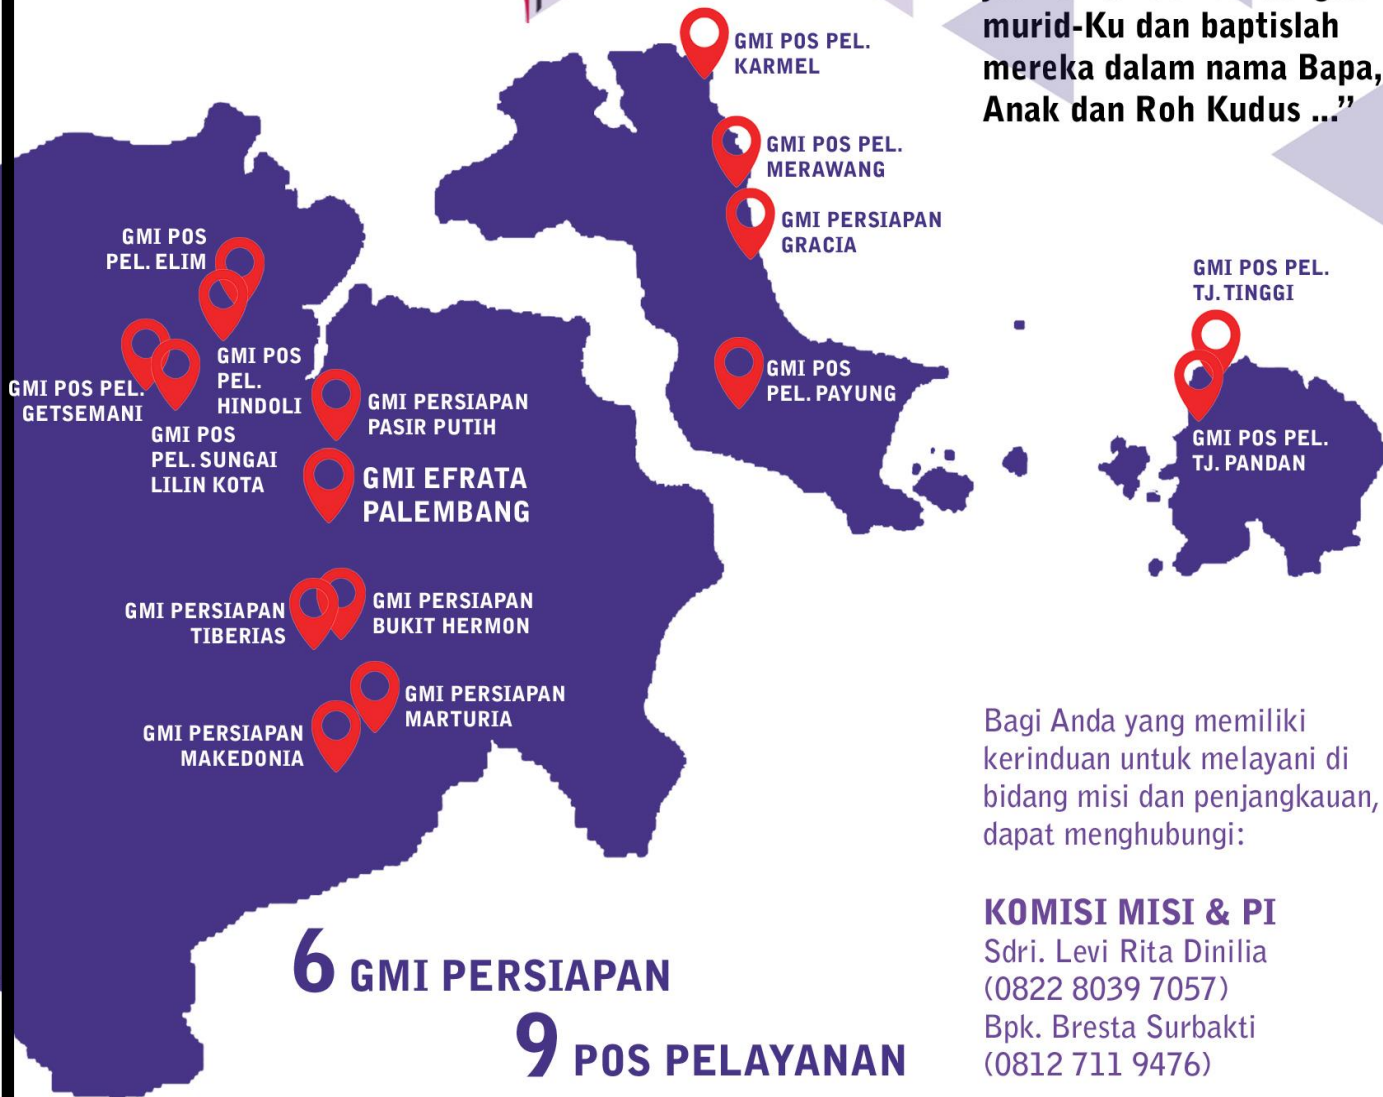 murid-Ku dan baptislah
mereka dalam nama Bapa,
Anak dan Roh Kudus ...”
GMI POS PEL.
KARMEL
GMI POS PEL.
MERAWANG
GMI PERSIAPAN
GRACIA
GMI POS
PEL. ELIM
GMI POS PEL.
TJ. TINGGI
GMI POS
PEL.
HINDOLI
GMI POS PEL.
GETSEMANI
GMI POS
PEL. SUNGAI
LILIN KOTA
GMI PERSIAPAN
PASIR PUTIH
GMI POS
PEL. PAYUNG
GMI POS PEL.
TJ. PANDAN
GMI EFRATA
PALEMBANG
GMI PERSIAPAN
TIBERIAS
GMI PERSIAPAN
BUKIT HERMON
GMI PERSIAPAN
MARTURIA
GMI PERSIAPAN
MAKEDONIA
6 GMI PERSIAPAN
9 POS PELAYANAN
Bagi Anda yang memiliki
kerinduan untuk melayani di
bidang misi dan penjangkauan,
dapat menghubungi:
KOMISI MISI & PI
Sdri. Levi Rita Dinilia
(0822 8039 7057)
Bpk. Bresta Surbakti
(0812 711 9476)